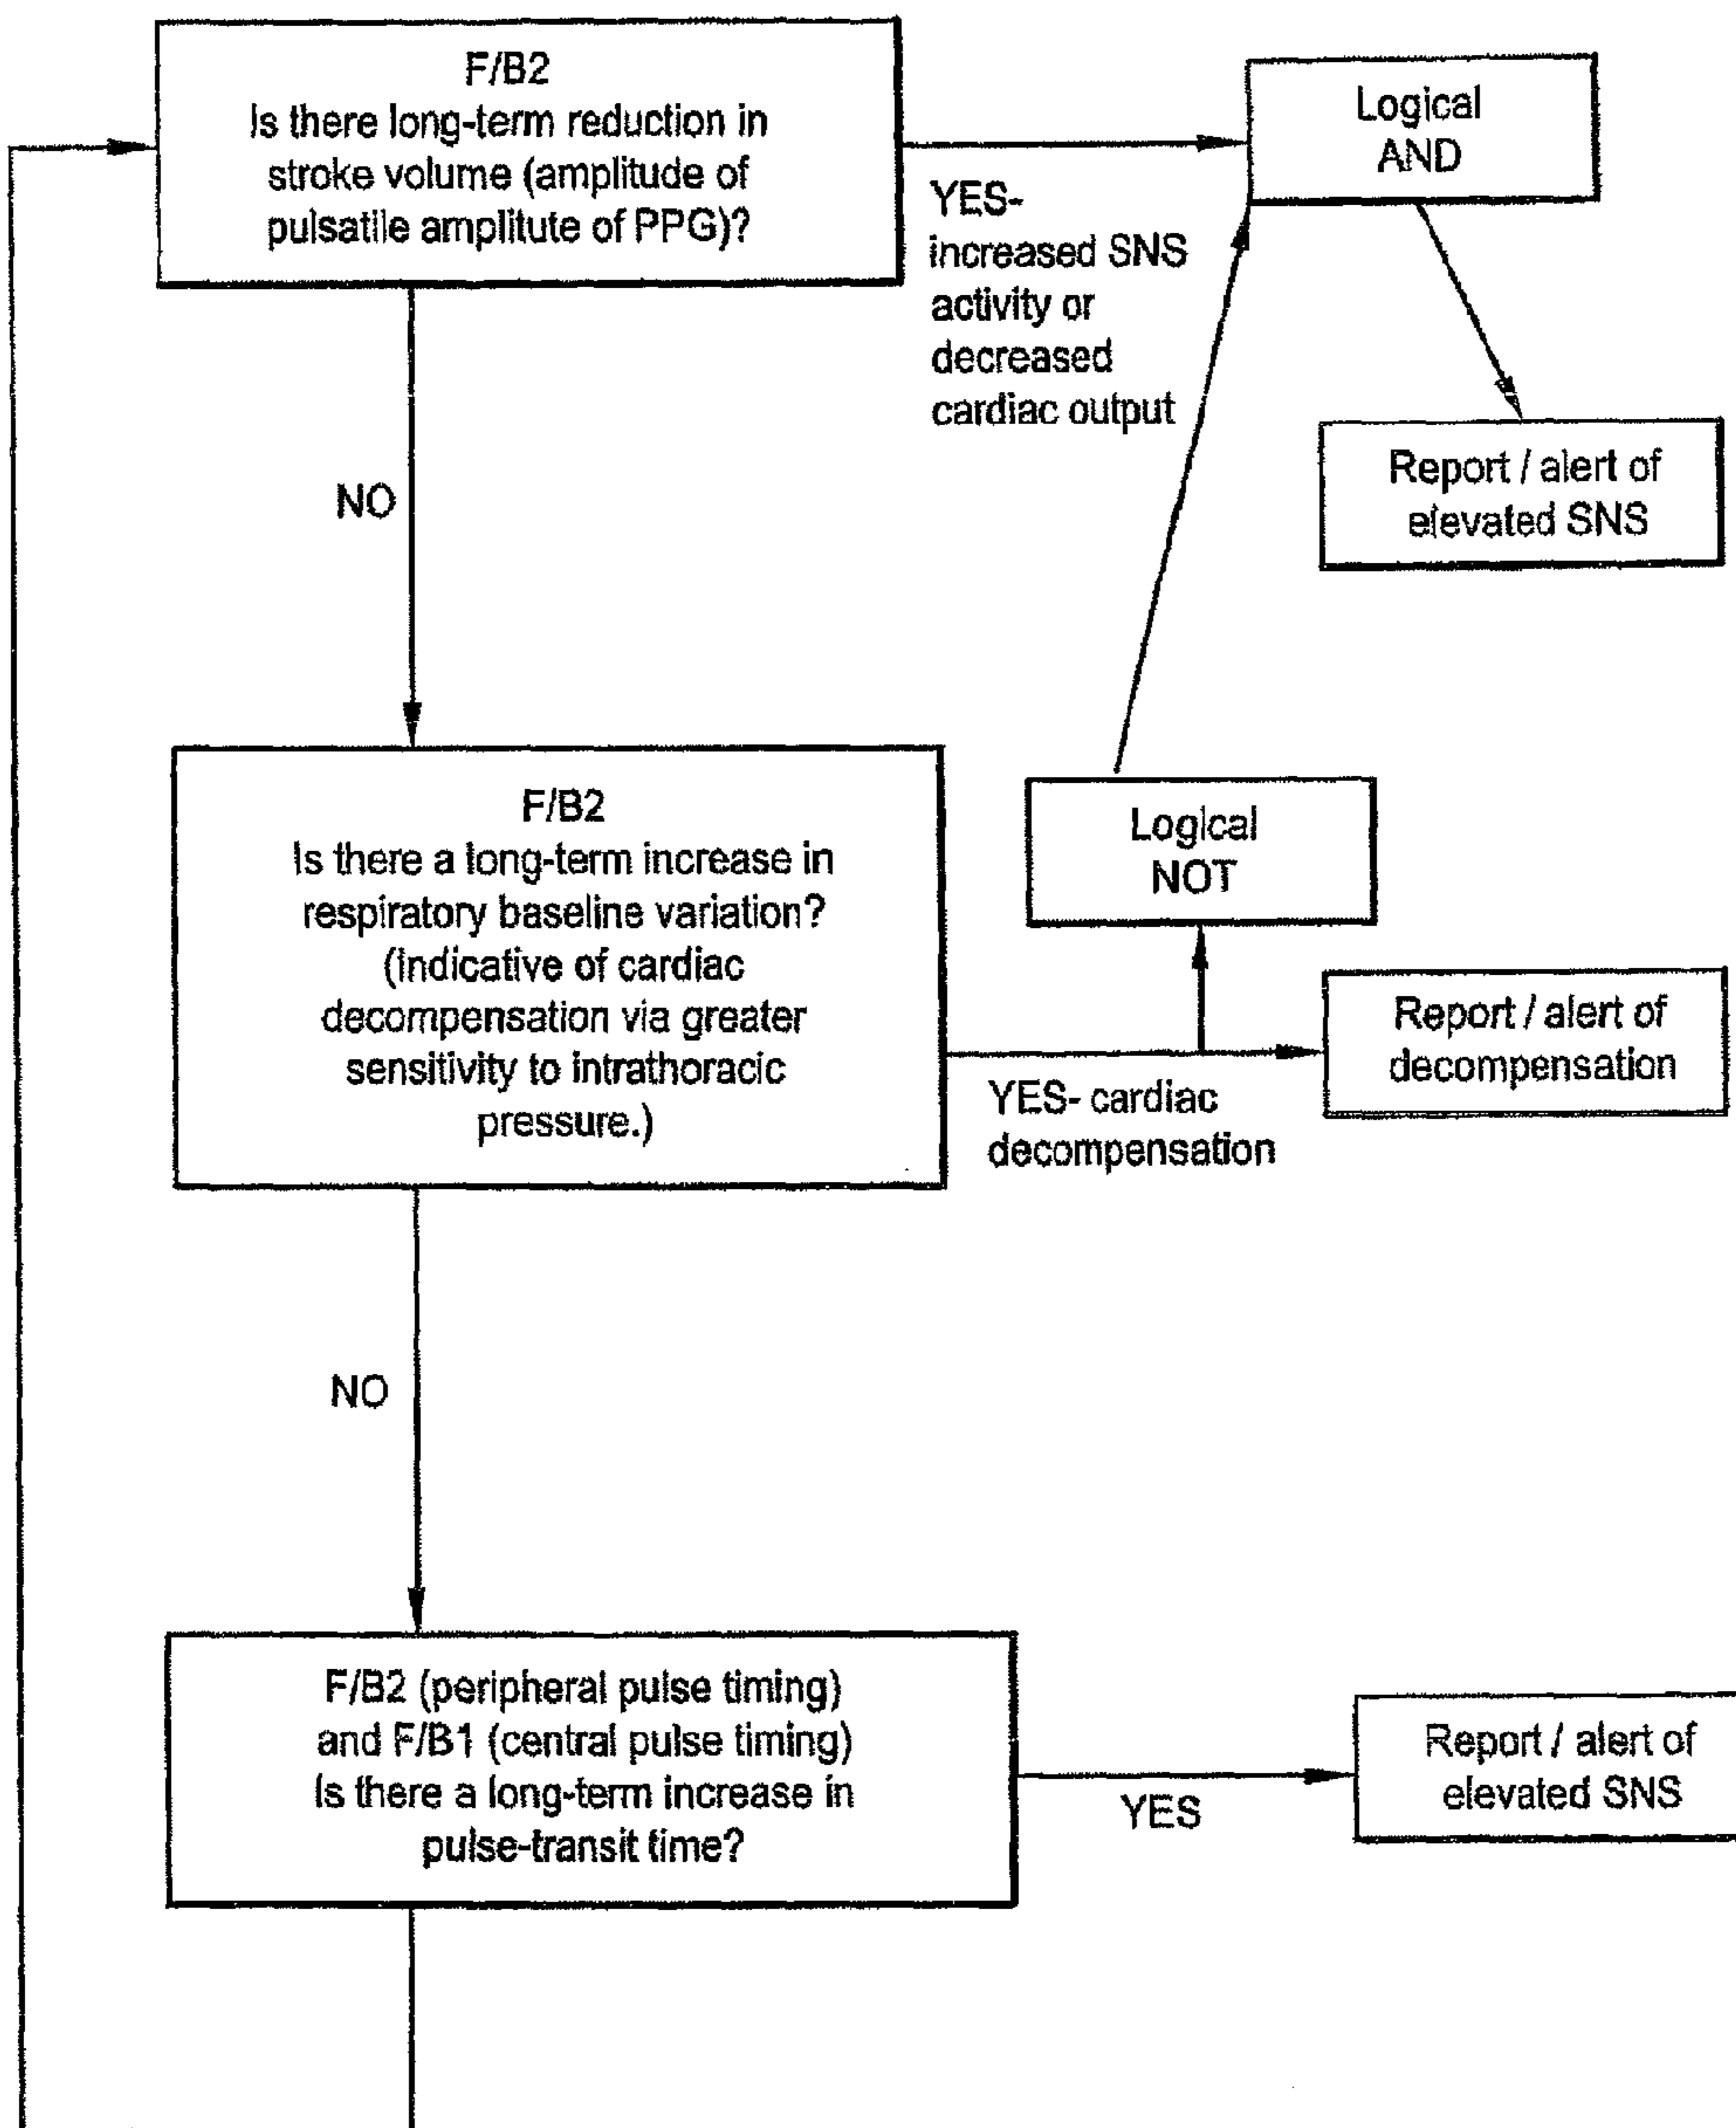 F/B2
Is there long-term reduction in
stroke volume (amplitude of
pulsatile amplitude of PPG)?
YES-
increased SNS
activity or
decreased
cardiac output
Logical
AND
Report / alert of
elevated SNS
NO
F/B2
Is there a long-term increase in
respiratory baseline variation?
(Indicative of cardiac
decompensation via greater
sensitivity to intrathoracic
pressure.)
Logical
NOT
YES- cardiac
decompensation
Report / alert of
decompensation
NO
F/B2 (peripheral pulse timing)
and F/B1 (central pulse timing)
Is there a long-term increase in
pulse-transit time?
YES
Report / alert of
elevated SNS